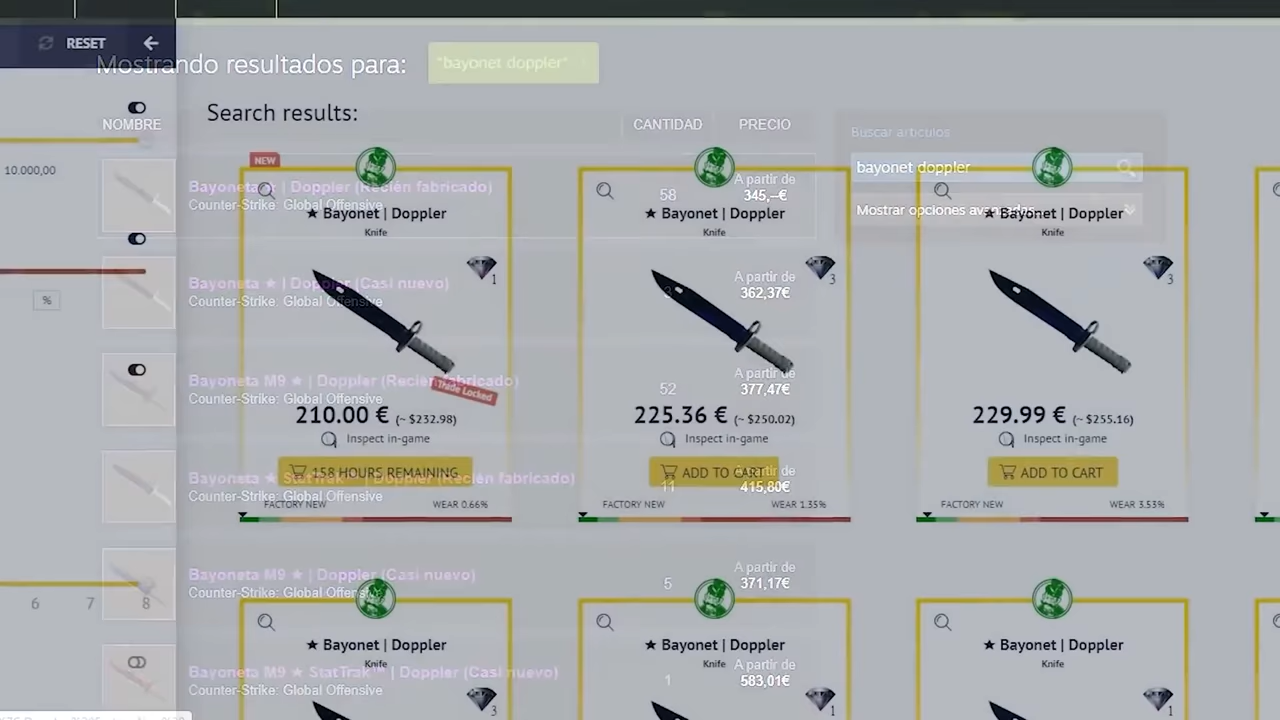 RESET
Mostrando resultados para:
"bayonet doppler"
Search results:
NOMBRE
CANTIDAD
PRECIO
Buscar artículos
bayonet doppler
Mostrar opciones avanzadas
10.000,00
%
6 7 8
NEW
★ Bayonet | Doppler
Knife
1
Trade Locked
210.00 € (~ $232.98)
Inspect in-game
158 HOURS REMAINING
FACTORY NEW
WEAR 0.66%
★ Bayonet | Doppler
Knife
3
225.36 € (~ $250.02)
Inspect in-game
ADD TO CART
FACTORY NEW
WEAR 1.35%
★ Bayonet | Doppler
Knife
3
229.99 € (~ $255.16)
Inspect in-game
ADD TO CART
FACTORY NEW
WEAR 3.53%
Bayoneta ★ | Doppler (Recién fabricado)
Counter-Strike: Global Offensive
58
A partir de
345,--€
Bayoneta ★ | Doppler (Casi nuevo)
Counter-Strike: Global Offensive
3
A partir de
362,37€
Bayoneta M9 ★ | Doppler (Recién fabricado)
Counter-Strike: Global Offensive
52
A partir de
377,47€
Bayoneta ★ StatTrak™ | Doppler (Recién fabricado)
Counter-Strike: Global Offensive
11
A partir de
415,80€
Bayoneta M9 ★ | Doppler (Casi nuevo)
Counter-Strike: Global Offensive
5
A partir de
371,17€
Bayoneta M9 ★ StatTrak™ | Doppler (Casi nuevo)
Counter-Strike: Global Offensive
1
A partir de
583,01€
★ Bayonet | Doppler
Knife
3
★ Bayonet | Doppler
Knife
1
★ Bayonet | Doppler
Knife
1